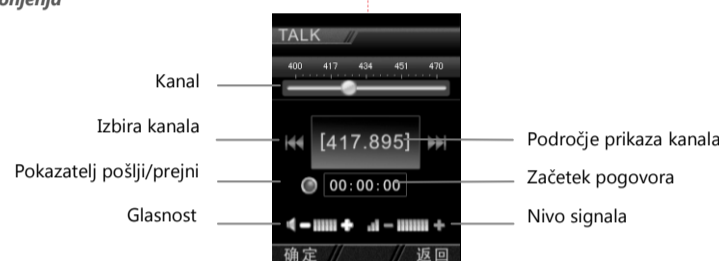 TALK
400 417 434 451 470
Kanal
Izbira kanala
[417.895]
Področje prikaza kanala
Pokazatelj pošlji/prejni
00:00:00
Začetek pogovora
Glasnost
Nivo signala
确定 返回